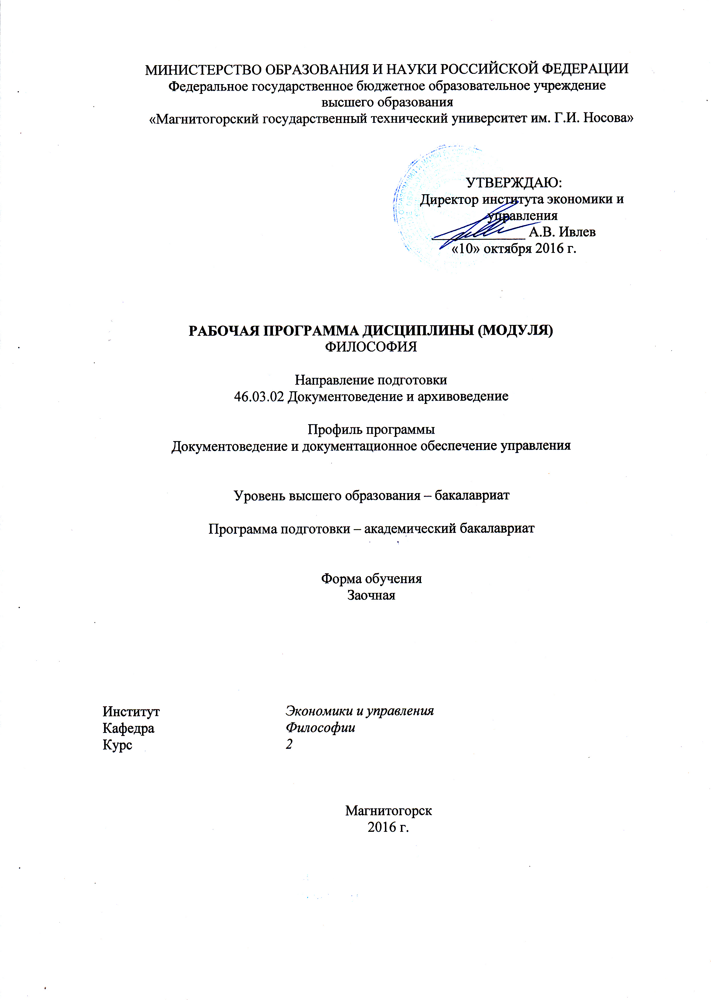 МИНИСТЕРСТВО ОБРАЗОВАНИЯ И НАУКИ РОССИЙСКОЙ ФЕДЕРАЦИИ
Федеральное государственное бюджетное образовательное учреждение
высшего образования
«Магнитогорский государственный технический университет им. Г.И. Носова»
УТВЕРЖДАЮ:
Директор института экономики и
управления
А.В. Ивлев
«10» октября 2016 г.
РАБОЧАЯ ПРОГРАММА ДИСЦИПЛИНЫ (МОДУЛЯ)
ФИЛОСОФИЯ
Направление подготовки
46.03.02 Документоведение и архивоведение
Профиль программы
Документоведение и документационное обеспечение управления
Уровень высшего образования – бакалавриат
Программа подготовки – академический бакалавриат
Форма обучения
Заочная
Институт Экономики и управления
Кафедра Философии
Курс 2
Магнитогорск
2016 г.